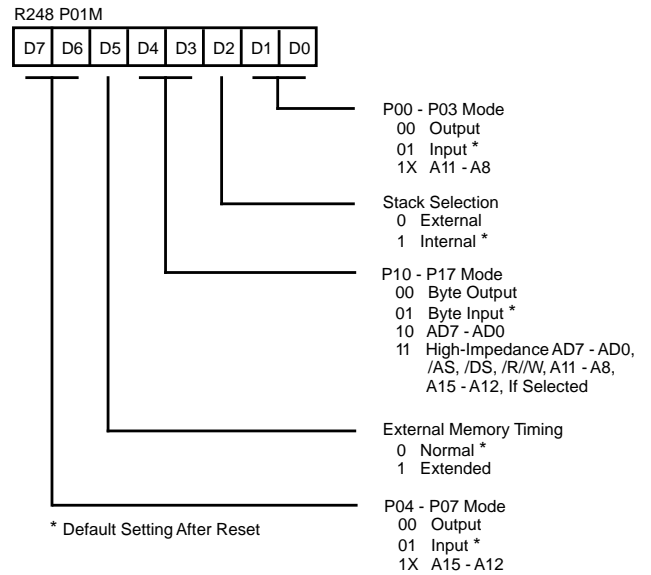 R248 P01M
D7 D6 D5 D4 D3 D2 D1 D0
P00 - P03 Mode
00 Output
01 Input *
1X A11 - A8
Stack Selection
0 External
1 Internal *
P10 - P17 Mode
00 Byte Output
01 Byte Input *
10 AD7 - AD0
11 High-Impedance AD7 - AD0,
/AS, /DS, /R//W, A11 - A8,
A15 - A12, If Selected
External Memory Timing
0 Normal *
1 Extended
P04 - P07 Mode
00 Output
01 Input *
1X A15 - A12
* Default Setting After Reset